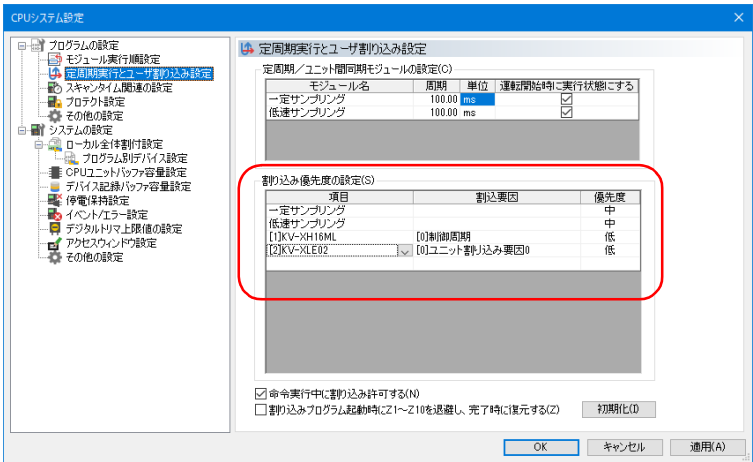 CPUシステム設定
プログラムの設定
モジュール実行順設定
定周期実行とユーザ割り込み設定
スキャンタイム関連の設定
プロテクト設定
その他の設定
システムの設定
ローカル全体割付設定
プログラム別デバイス設定
CPUユニットバッファ容量設定
デバイス記録バッファ容量設定
停電保持設定
イベント/エラー設定
デジタルトリマ上限値の設定
アクセスウィンドウ設定
その他の設定
定周期実行とユーザ割り込み設定
定周期/ユニット間同期モジュールの設定(C)
モジュール名 周期 単位 運転開始時に実行状態にする
一定サンプリング 100.00 ms
低速サンプリング 100.00 ms
割り込み優先度の設定(S)
項目 割込要因 優先度
一定サンプリング 中
低速サンプリング 中
[1]KV-XH16ML [0]制御周期 低
[2]KV-XLE02 [0]ユニット割り込み要因0 低
命令実行中に割り込み許可する(N)
割り込みプログラム起動時にZ1~Z10を退避し、完了時に復元する(Z)
初期化(I)
OK キャンセル 適用(A)